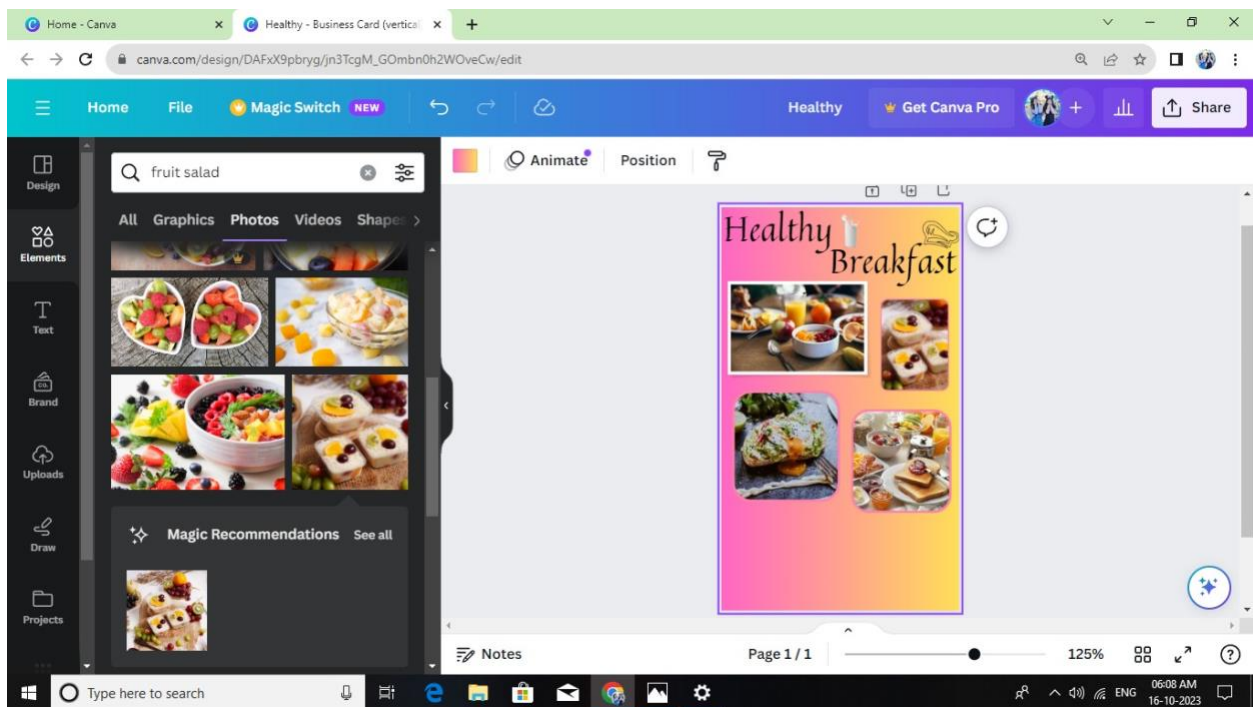 Home - Canva
Healthy - Business Card (vertical
canva.com/design/DAFxX9pbryg/jn3TcgM_GOmbn0h2WOveCw/edit
Home File Magic Switch NEW Healthy Get Canva Pro Share
Design
Elements
Text
Brand
CO.
Uploads
Draw
Projects
fruit salad
All Graphics Photos Videos Shapes
Magic Recommendations See all
Animate Position
Healthy
Breakfast
Notes Page 1 / 1 125%
Type here to search
ENG 06:08 AM
16-10-2023